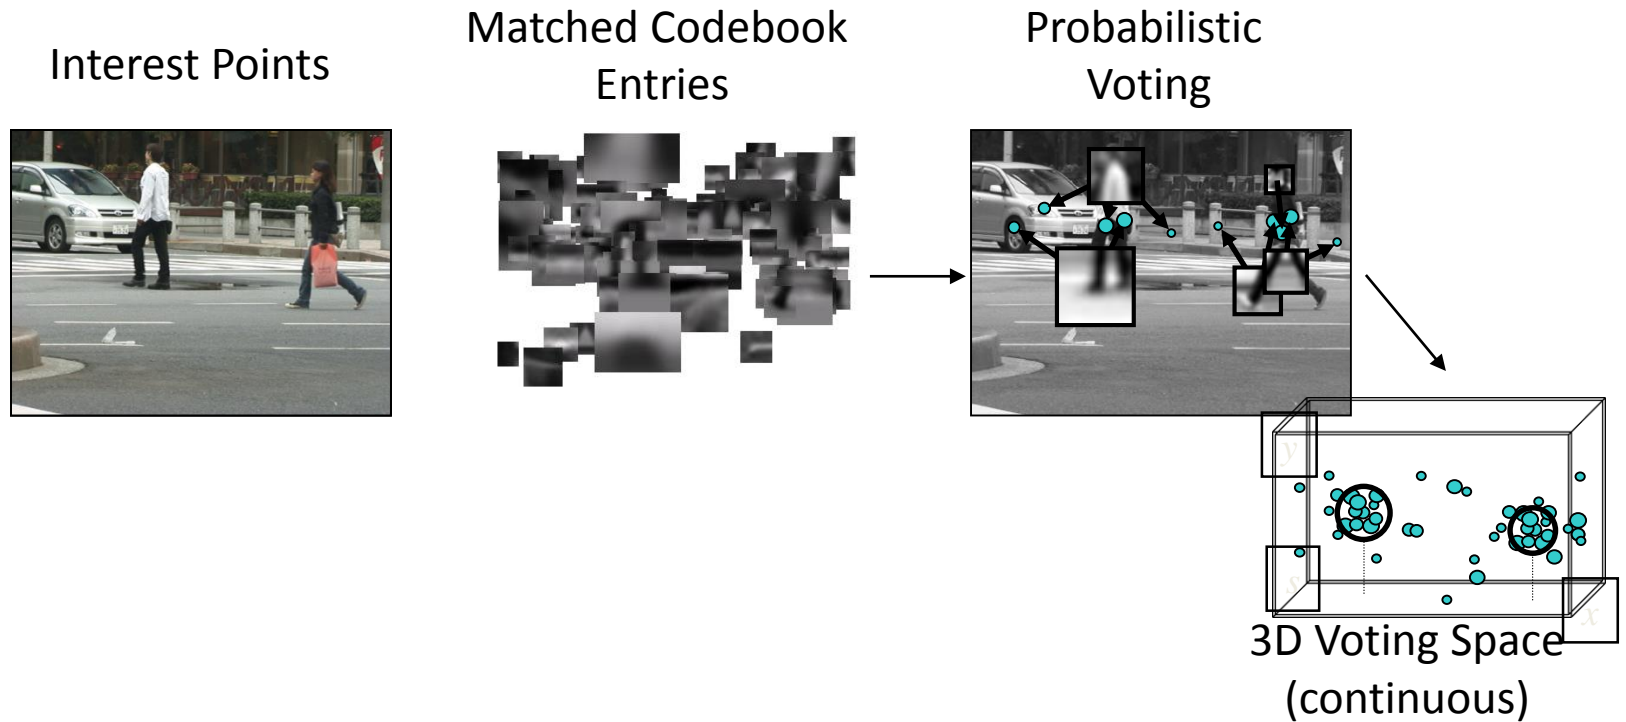 Interest Points
Matched Codebook
Entries
Probabilistic
Voting
y
s
x
3D Voting Space
(continuous)